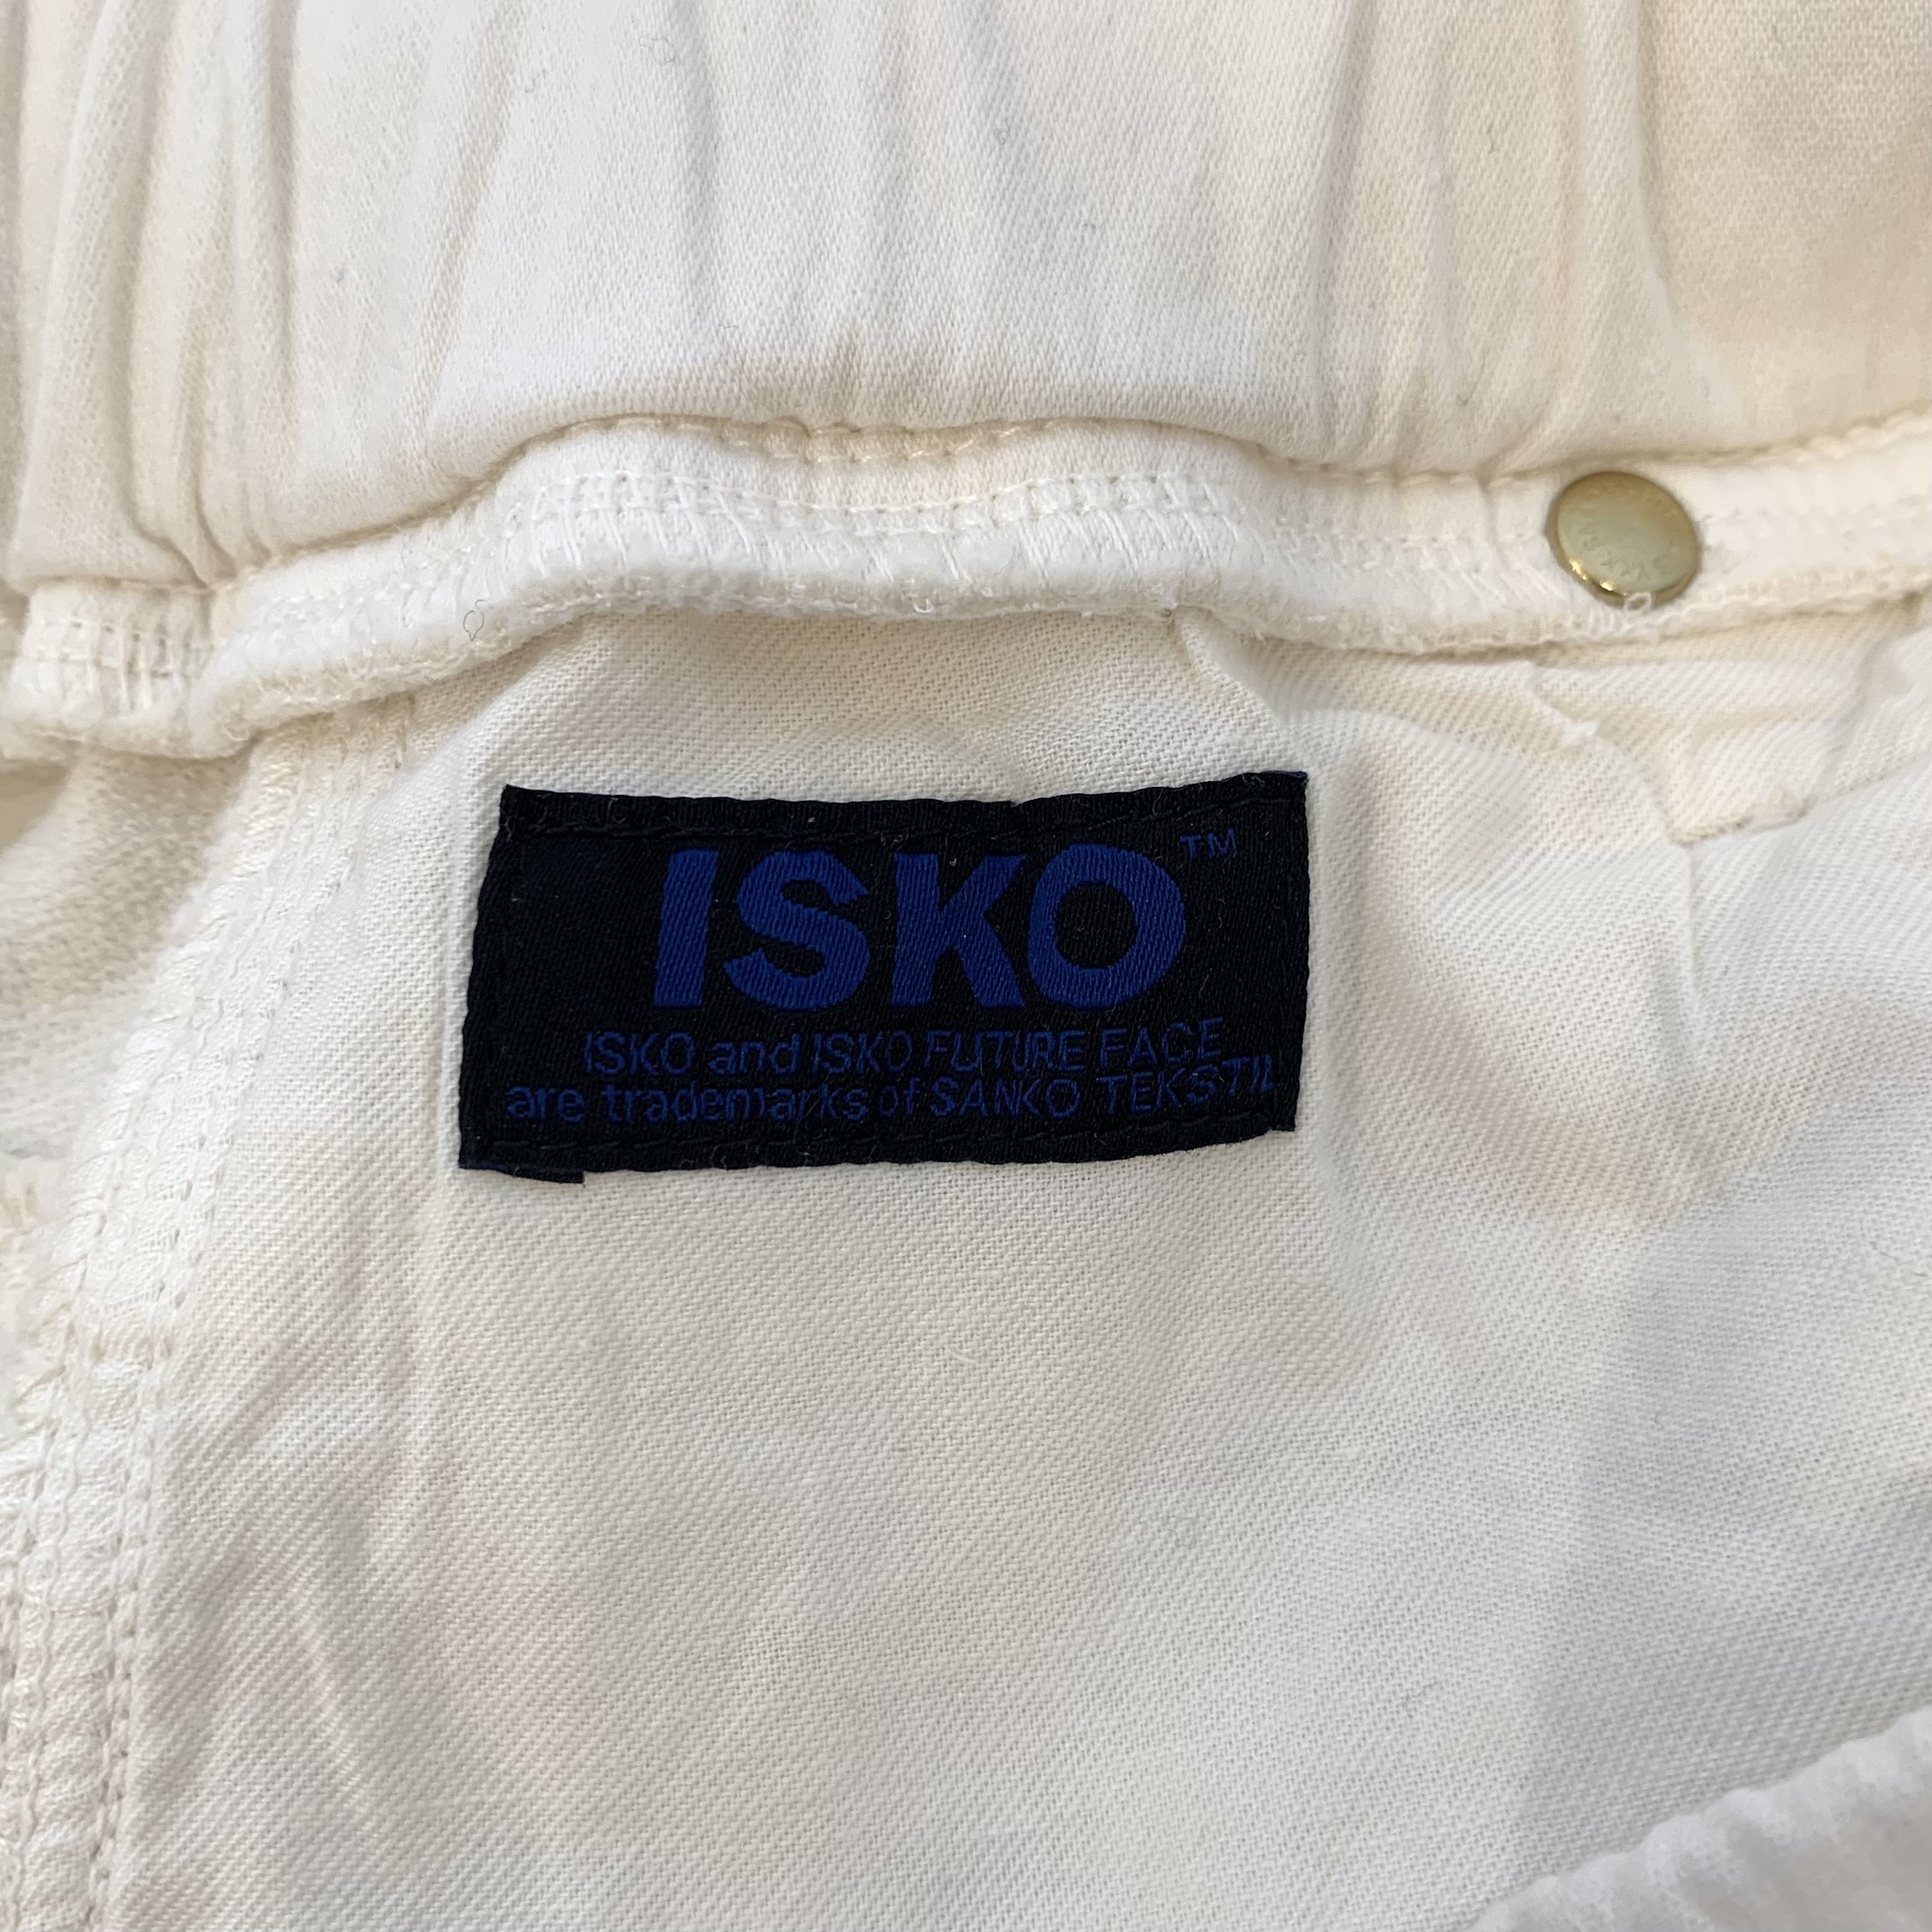 ISKO™
ISKO and ISKO FUTURE FACE
are trademarks of SANKO TEKSTIL